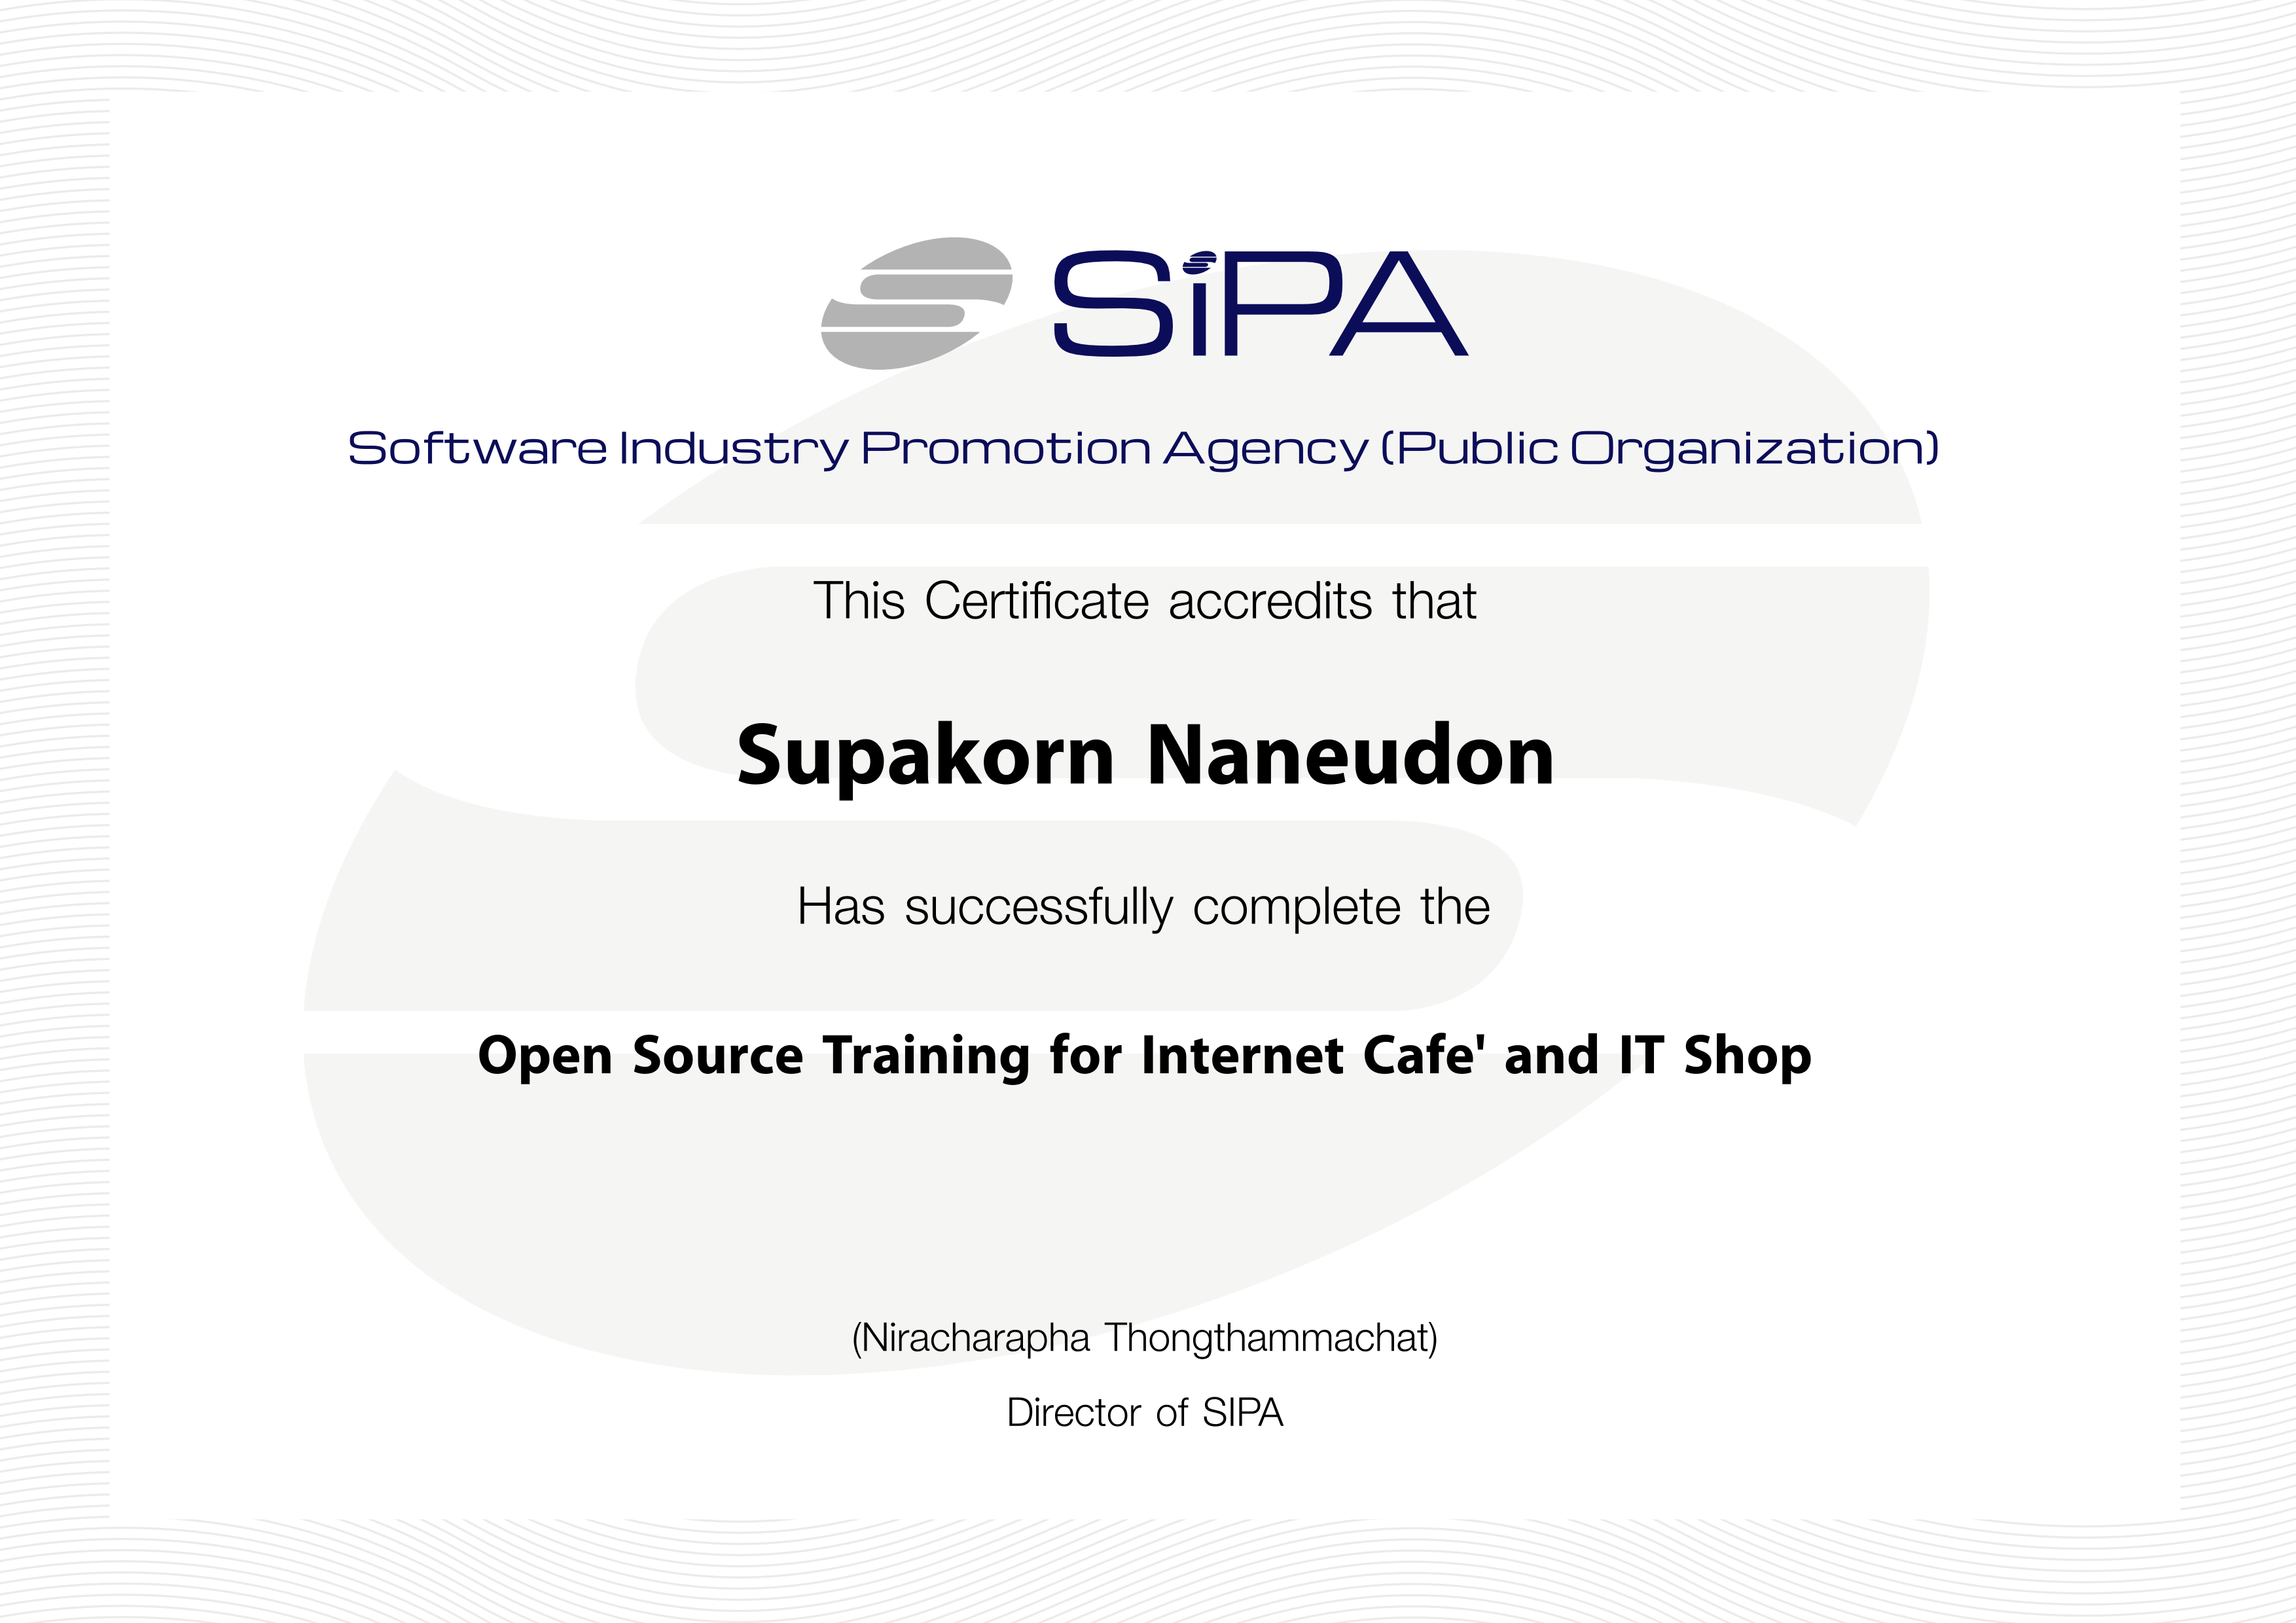 SiPA
Software Industry Promotion Agency (Public Organization)
This Certificate accredits that
Supakorn Naneudon
Has successfully complete the
Open Source Training for Internet Cafe' and IT Shop
(Niracharapha Thongthammachat)
Director of SIPA